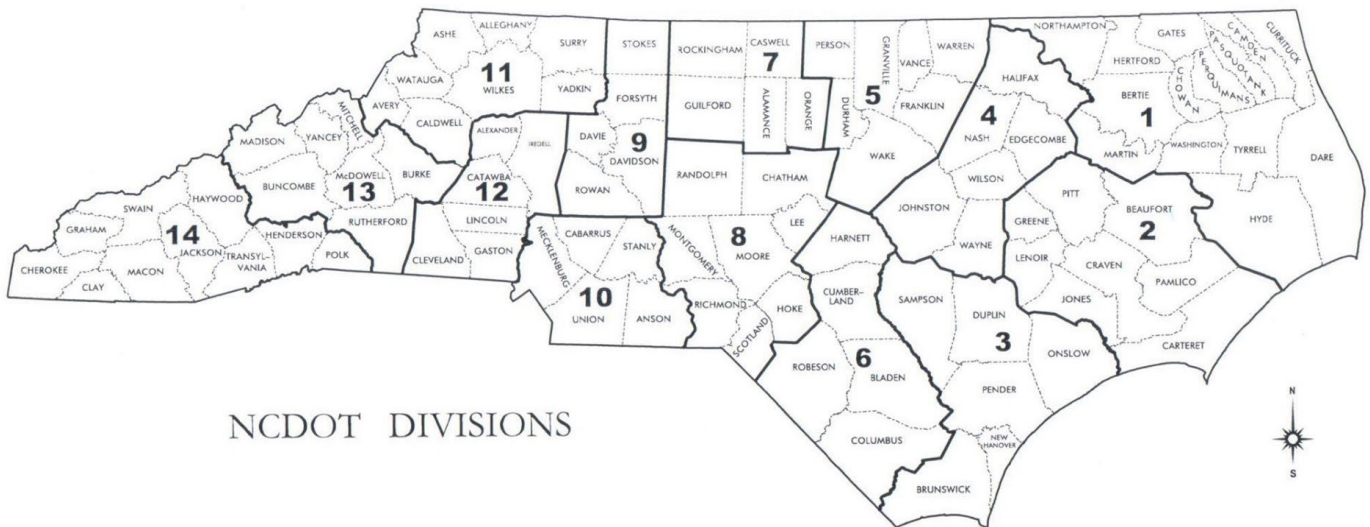 ALLEGHANY
ASHE
SURRY
WATAUGA
11
WILKES
YADKIN
AVERY
CALDWELL
STOKES
FORSYTH
DAVIE
9
DAVIDSON
ROWAN
ROCKINGHAM
CASWELL
7
GUILFORD
ALAMANCE
ORANGE
PERSON
GRANVILLE
VANCE
WARREN
5
FRANKLIN
DURHAM
WAKE
HALIFAX
4
NASH
EDGECOMBE
WILSON
JOHNSTON
WAYNE
NORTHAMPTON
GATES
HERTFORD
BERTIE
1
CHOWAN
PERQUIMANS
PASQUOTANK
CAMDEN
CURRITUCK
MARTIN
WASHINGTON
TYRRELL
DARE
HYDE
MADISON
YANCEY
MITCHELL
BUNCOMBE
McDOWELL
13
BURKE
RUTHERFORD
ALEXANDER
IREDELL
CATAWBA
12
LINCOLN
CLEVELAND
GASTON
HAYWOOD
SWAIN
GRAHAM
14
JACKSON
CHEROKEE
MACON
CLAY
TRANSYL-
VANIA
HENDERSON
POLK
RANDOLPH
CHATHAM
LEE
MONTGOMERY
8
MOORE
RICHMOND
SCOTLAND
HOKE
MECKLENBURG
CABARRUS
STANLY
10
UNION
ANSON
HARNETT
CUMBER-
LAND
ROBESON
6
BLADEN
COLUMBUS
SAMPSON
DUPLIN
3
ONSLOW
PENDER
NEW
HANOVER
BRUNSWICK
PITT
BEAUFORT
2
GREENE
LENOIR
CRAVEN
PAMLICO
JONES
CARTERET
NCDOT DIVISIONS
N
S